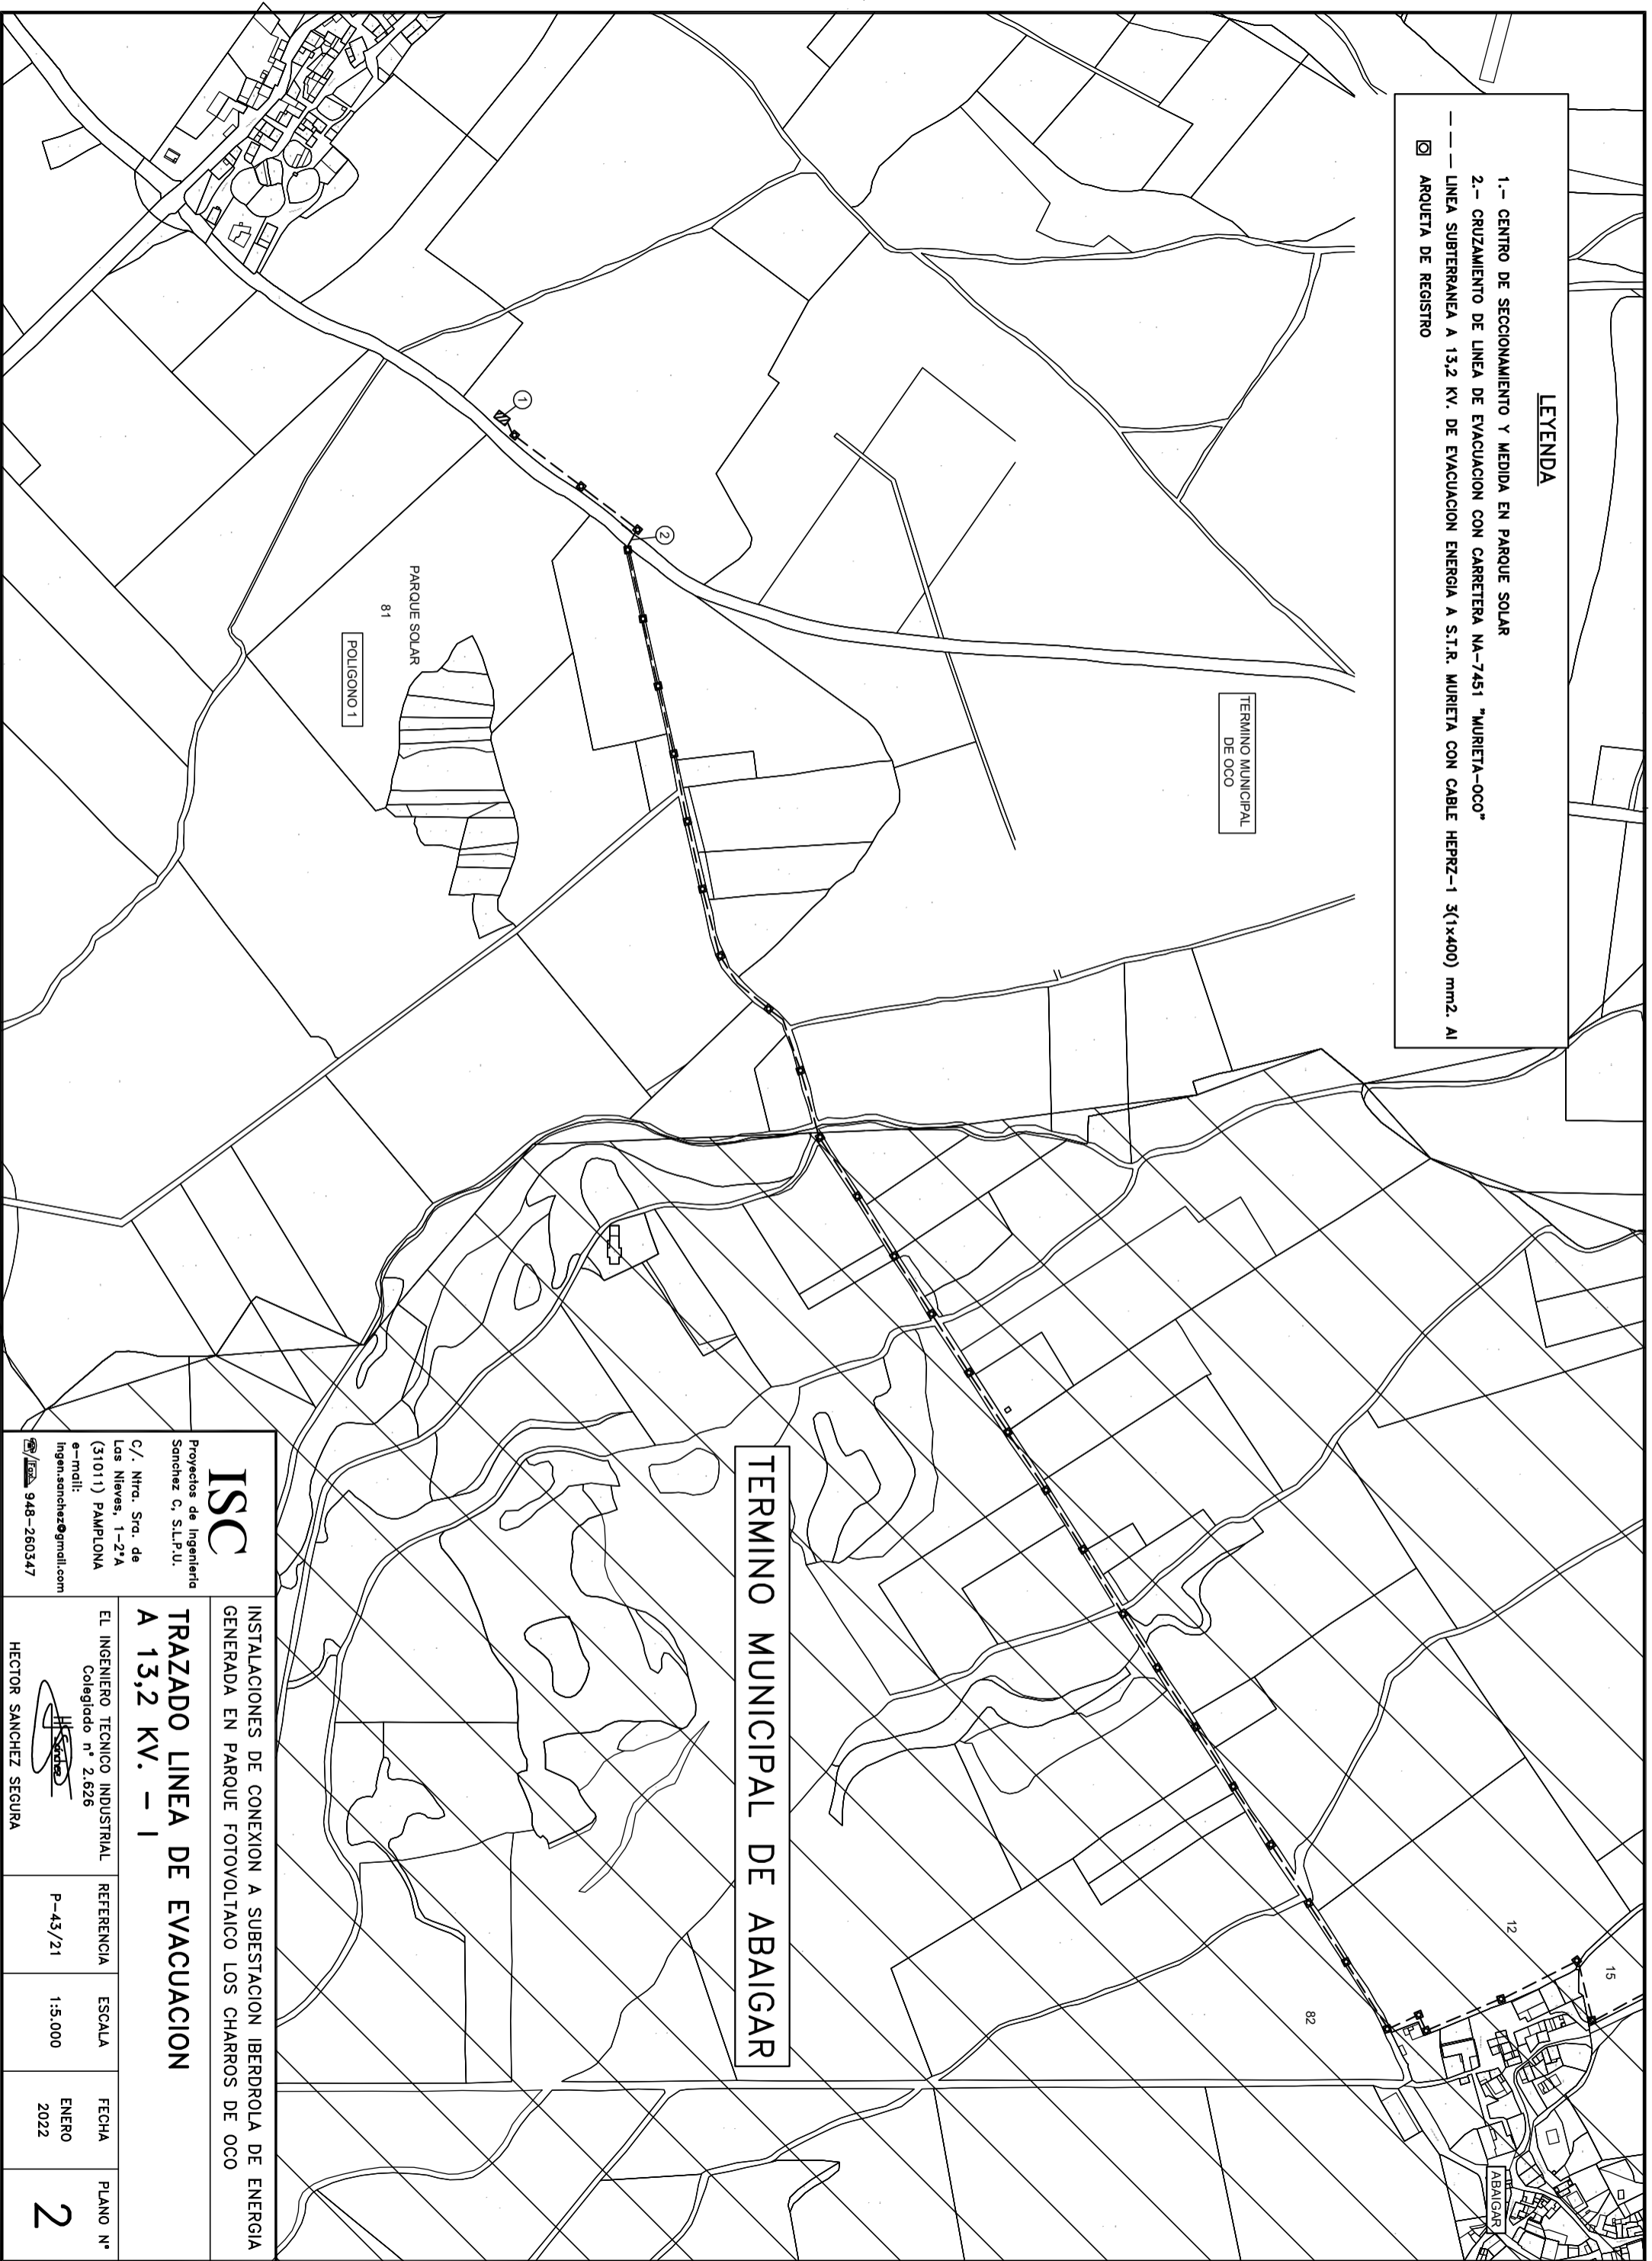 LEYENDA
1.- CENTRO DE SECCIONAMIENTO Y MEDIDA EN PARQUE SOLAR
2.- CRUZAMIENTO DE LINEA DE EVACUACION CON CARRETERA NA-7451 "MURIETA-OCO"
LINEA SUBTERRANEA A 13,2 KV. DE EVACUACION ENERGIA A S.T.R. MURIETA CON CABLE HEPRZ-1 3(1x400) mm2. Al
ARQUETA DE REGISTRO
1
2
TERMINO MUNICIPAL
DE OCO
PARQUE SOLAR
81
POLIGONO 1
12
15
82
ABAIGAR
TERMINO MUNICIPAL DE ABAIGAR
ISC
Proyectos de Ingenieria
Sanchez C, S.L.P.U.
C/. Ntra. Sra. de
Las Nieves, 1-2°A
(31011) PAMPLONA
e-mail:
ingen.sanchez@gmail.com
/Fax. 948-260347
INSTALACIONES DE CONEXION A SUBESTACION IBERDROLA DE ENERGIA
GENERADA EN PARQUE FOTOVOLTAICO LOS CHARROS DE OCO
TRAZADO LINEA DE EVACUACION
A 13,2 KV. - I
EL INGENIERO TECNICO INDUSTRIAL
Colegiado n° 2.626
HECTOR SANCHEZ SEGURA
REFERENCIA
P-43/21
ESCALA
1:5.000
FECHA
ENERO
2022
PLANO N°
2